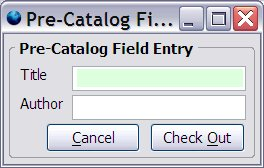 Pre-Catalog Fi...
Pre-Catalog Field Entry
Title
Author
Cancel Check Out